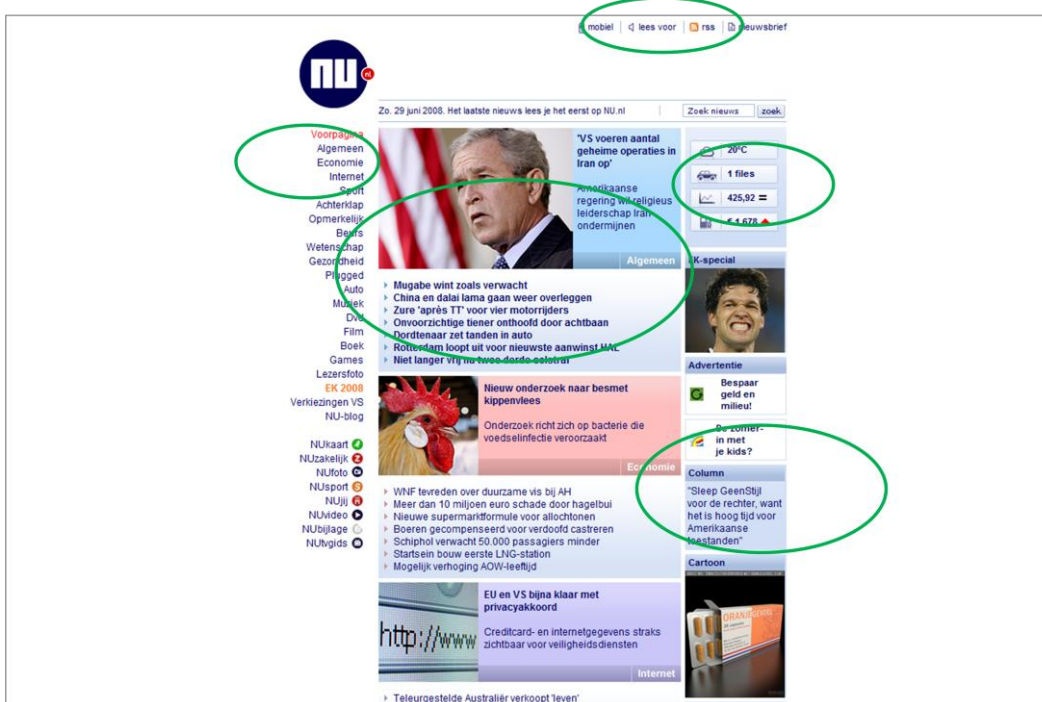 mobiel lees voor rss nieuwsbrief
nu nl
Zo. 29 juni 2008. Het laatste nieuws lees je het eerst op NU.nl
Zoek nieuws zoek
Voorpagina
Algemeen
Economie
Internet
Sport
Achterklap
Opmerkelijk
Beurs
Wetenschap
Gezondheid
Plugged
Auto
Muziek
Dvd
Film
Boek
Games
Lezersfoto
EK 2008
Verkiezingen VS
NU-blog
NUkaart
NUzakelijk
NUfoto
NUsport
NUjij
NUvideo
NUbijlage
NUtvgids
'VS voeren aantal
geheime operaties in
Iran op'
Amerikaanse
regering wil religieus
leiderschap Iran
ondermijnen
Algemeen
Mugabe wint zoals verwacht
China en dalai lama gaan weer overleggen
Zure 'après TT' voor vier motorrijders
Onvoorzichtige tiener onthoofd door achtbaan
Dordtenaar zet tanden in auto
Rotterdam loopt uit voor nieuwste aanwinst HAL
Niet langer vrij na twee derde celstraf
Nieuw onderzoek naar besmet
kippenvlees
Onderzoek richt zich op bacterie die
voedselinfectie veroorzaakt
Economie
WNF tevreden over duurzame vis bij AH
Meer dan 10 miljoen euro schade door hagelbui
Nieuwe supermarktformule voor allochtonen
Boeren gecompenseerd voor verdoofd castreren
Schiphol verwacht 50.000 passagiers minder
Startsein bouw eerste LNG-station
Mogelijk verhoging AOW-leeftijd
http://www
EU en VS bijna klaar met
privacyakkoord
Creditcard- en internetgegevens straks
zichtbaar voor veiligheidsdiensten
Internet
Teleurgestelde Australiër verkoopt 'leven'
20°C
1 files
425,92 =
€ 1,678
EK-special
Advertentie
Bespaar
geld en
milieu!
De zomer-
in met
je kids?
Column
"Sleep GeenStijl
voor de rechter, want
het is hoog tijd voor
Amerikaanse
toestanden"
Cartoon